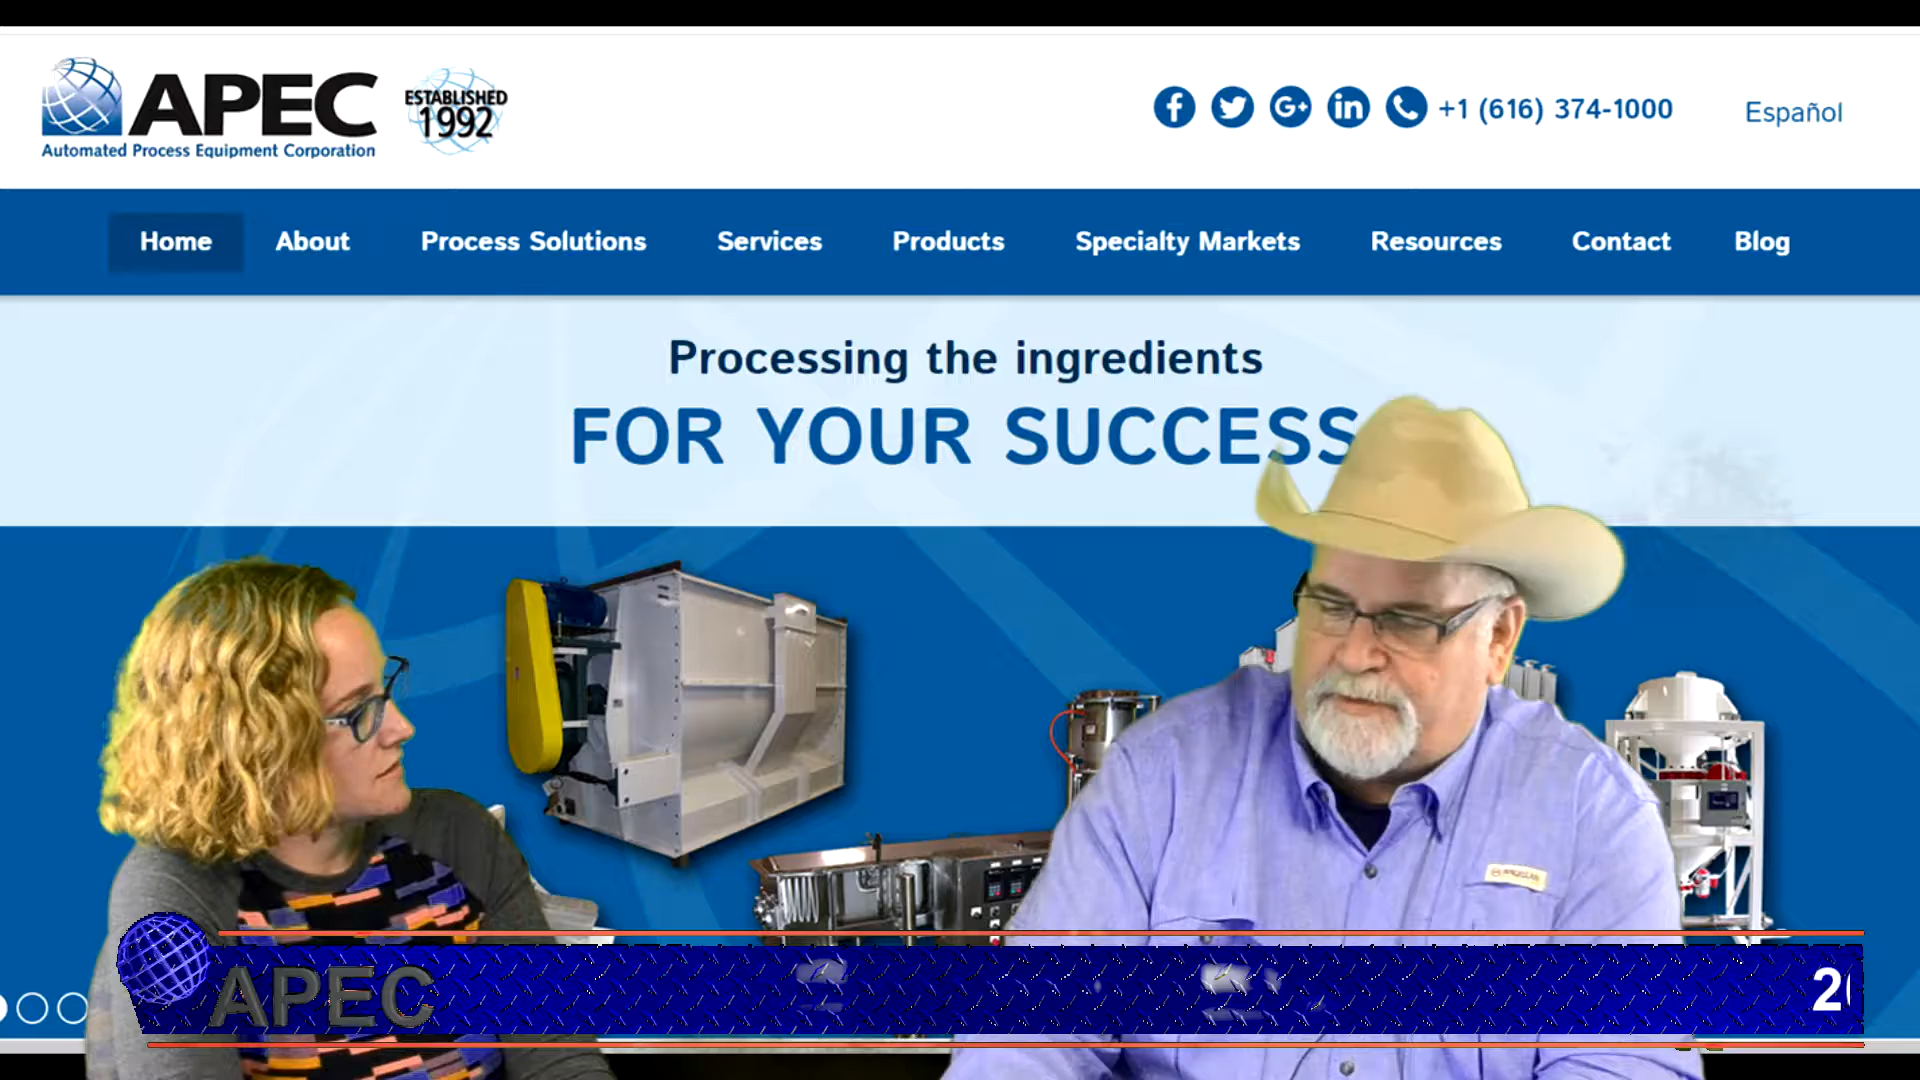 APEC
Automated Process Equipment Corporation
ESTABLISHED
1992
+1 (616) 374-1000
Español
Home
About
Process Solutions
Services
Products
Specialty Markets
Resources
Contact
Blog
Processing the ingredients
FOR YOUR SUCCESS
APEC